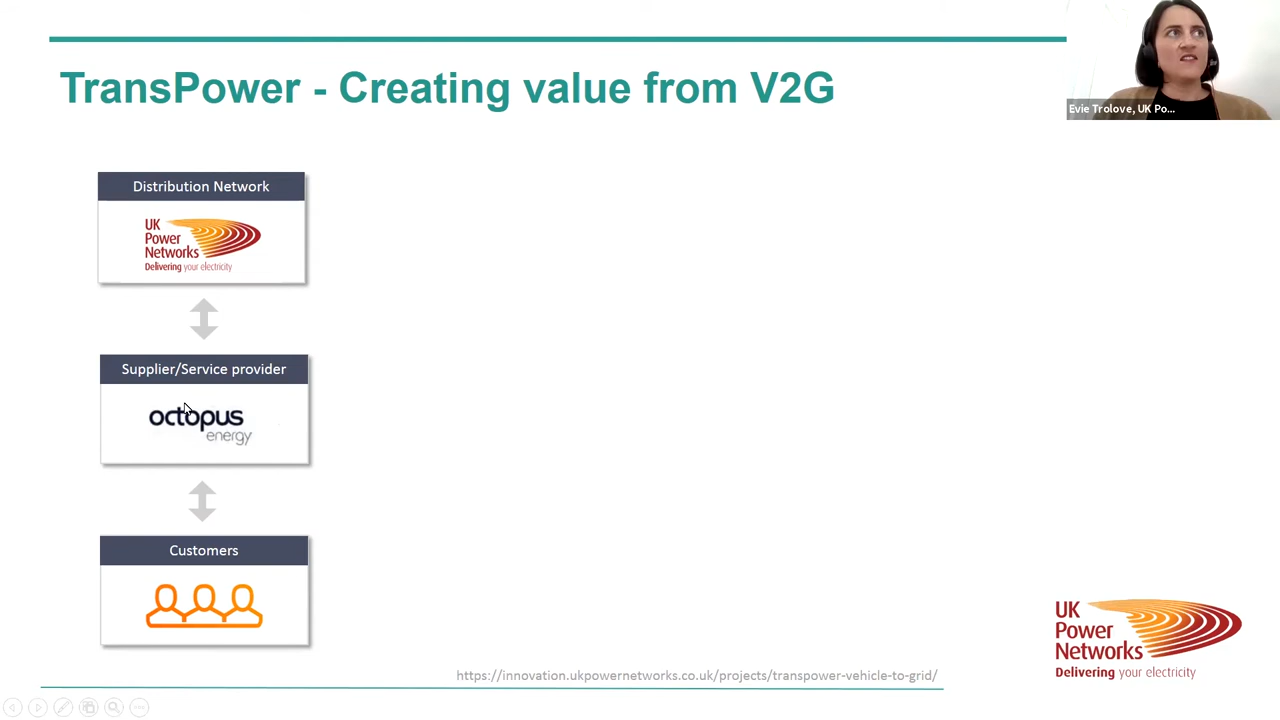 TransPower - Creating value from V2G
Evie Trolove, UK Po...
Distribution Network
UK
Power
Networks
Delivering your electricity
Supplier/Service provider
octopus
energy
Customers
UK
Power
Networks
Delivering your electricity
https://innovation.ukpowernetworks.co.uk/projects/transpower-vehicle-to-grid/